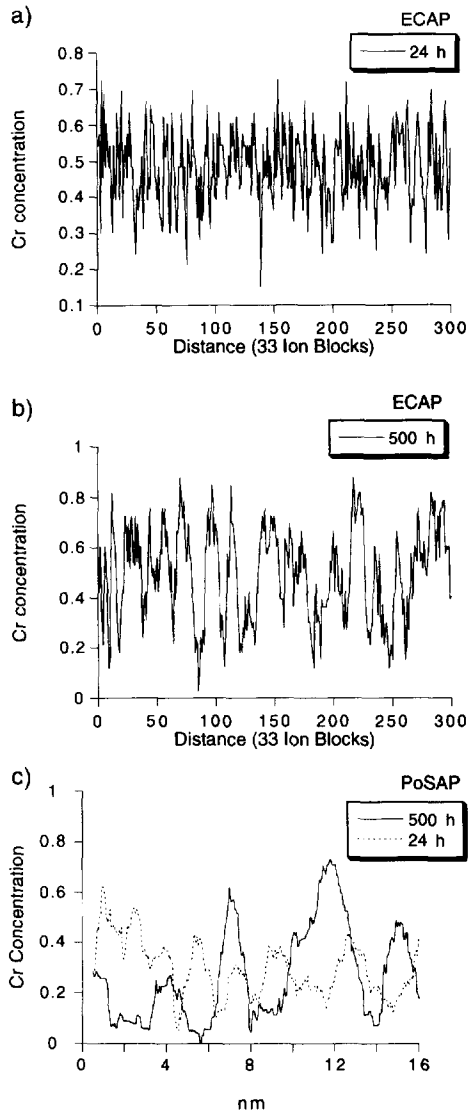 a)
ECAP
24 h
Cr concentration
0.8
0.7
0.6
0.5
0.4
0.3
0.2
0.1
0 50 100 150 200 250 300
Distance (33 Ion Blocks)
b)
ECAP
500 h
Cr concentration
1
0.8
0.6
0.4
0.2
0
0 50 100 150 200 250 300
Distance (33 Ion Blocks)
c)
PoSAP
500 h
24 h
Cr Concentration
1
0.8
0.6
0.4
0.2
0
0 4 8 12 16
nm